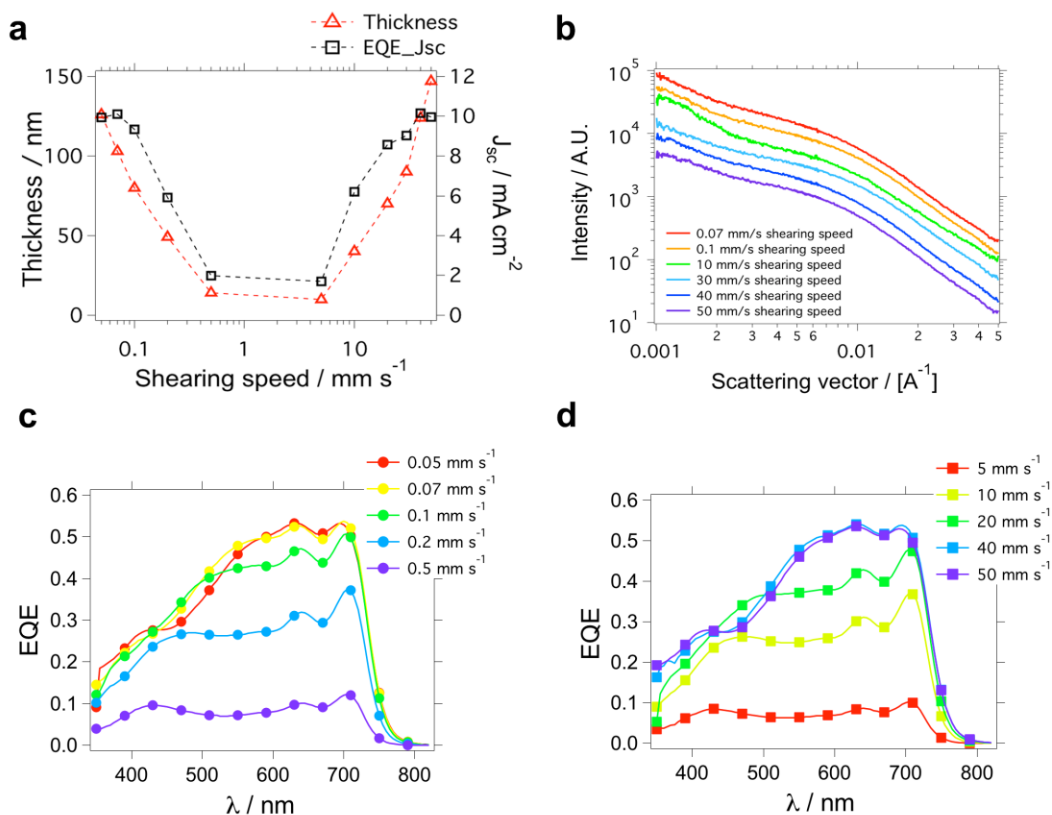 a
Thickness
EQE_Jsc
150
100
50
0
Thickness / nm
12
10
8
6
4
2
0
Jsc / mA cm-2
0.1
1
10
Shearing speed / mm s-1
b
10^5
10^4
10^3
10^2
10^1
Intensity / A.U.
0.07 mm/s shearing speed
0.1 mm/s shearing speed
10 mm/s shearing speed
30 mm/s shearing speed
40 mm/s shearing speed
50 mm/s shearing speed
0.001
2
3
4
5
6
0.01
2
3
4
5
Scattering vector / [A-1]
c
0.05 mm s-1
0.07 mm s-1
0.1 mm s-1
0.2 mm s-1
0.5 mm s-1
0.6
0.5
0.4
0.3
0.2
0.1
0.0
EQE
400
500
600
700
800
λ / nm
d
5 mm s-1
10 mm s-1
20 mm s-1
40 mm s-1
50 mm s-1
0.6
0.5
0.4
0.3
0.2
0.1
0.0
EQE
400
500
600
700
800
λ / nm